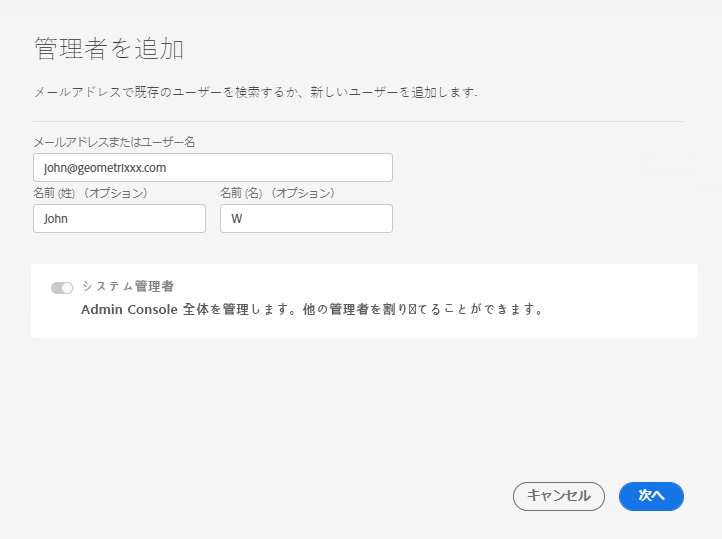 管理者を追加
メールアドレスで既存のユーザーを検索するか、新しいユーザーを追加します.
メールアドレスまたはユーザー名
john@geometrixxx.com
名前 (姓) （オプション） 名前 (名) （オプション）
John W
システム管理者
Admin Console 全体を管理します。他の管理者を割り てることができます。
キャンセル 次へ